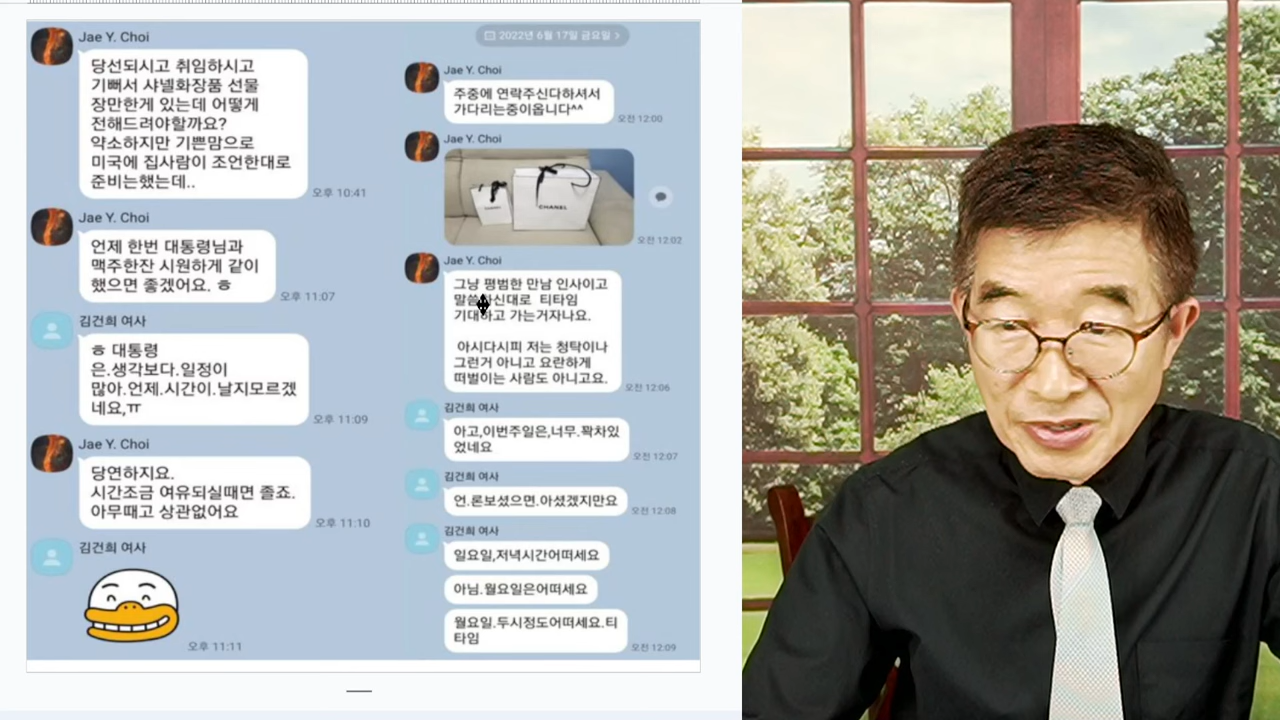 Jae Y. Choi
당선되시고 취임하시고
기뻐서 샤넬화장품 선물
장만한게 있는데 어떻게
전해드려야할까요?
약소하지만 기쁜맘으로
미국에 집사람이 조언한대로
준비는했는데..
오후 10:41
Jae Y. Choi
언제 한번 대통령님과
맥주한잔 시원하게 같이
했으면 좋겠어요. ㅎ
오후 11:07
김건희 여사
ㅎ 대통령
은.생각보다.일정이
많아.언제.시간이.날지모르겠
네요,ㅠ
오후 11:09
Jae Y. Choi
당연하지요.
시간조금 여유되실때면 졸죠.
아무때고 상관없어요
오후 11:10
김건희 여사
오후 11:11
2022년 6월 17일 금요일 >
Jae Y. Choi
주중에 연락주신다하셔서
가다리는중이옵니다^^
오전 12:00
Jae Y. Choi
CHANEL
오전 12:02
Jae Y. Choi
그냥 평범한 만남 인사이고
말씀하신대로 티타임
기대하고 가는거자나요.
아시다시피 저는 청탁이나
그런거 아니고 요란하게
떠벌이는 사람도 아니고요.
오전 12:06
김건희 여사
아고,이번주일은,너무.꽉차있
었네요
오전 12:07
김건희 여사
언.론보셨으면.아셨겠지만요
오전 12:08
김건희 여사
일요일,저녁시간어떠세요
아님.월요일은어떠세요
월요일.두시정도어떠세요.티
타임
오전 12:09